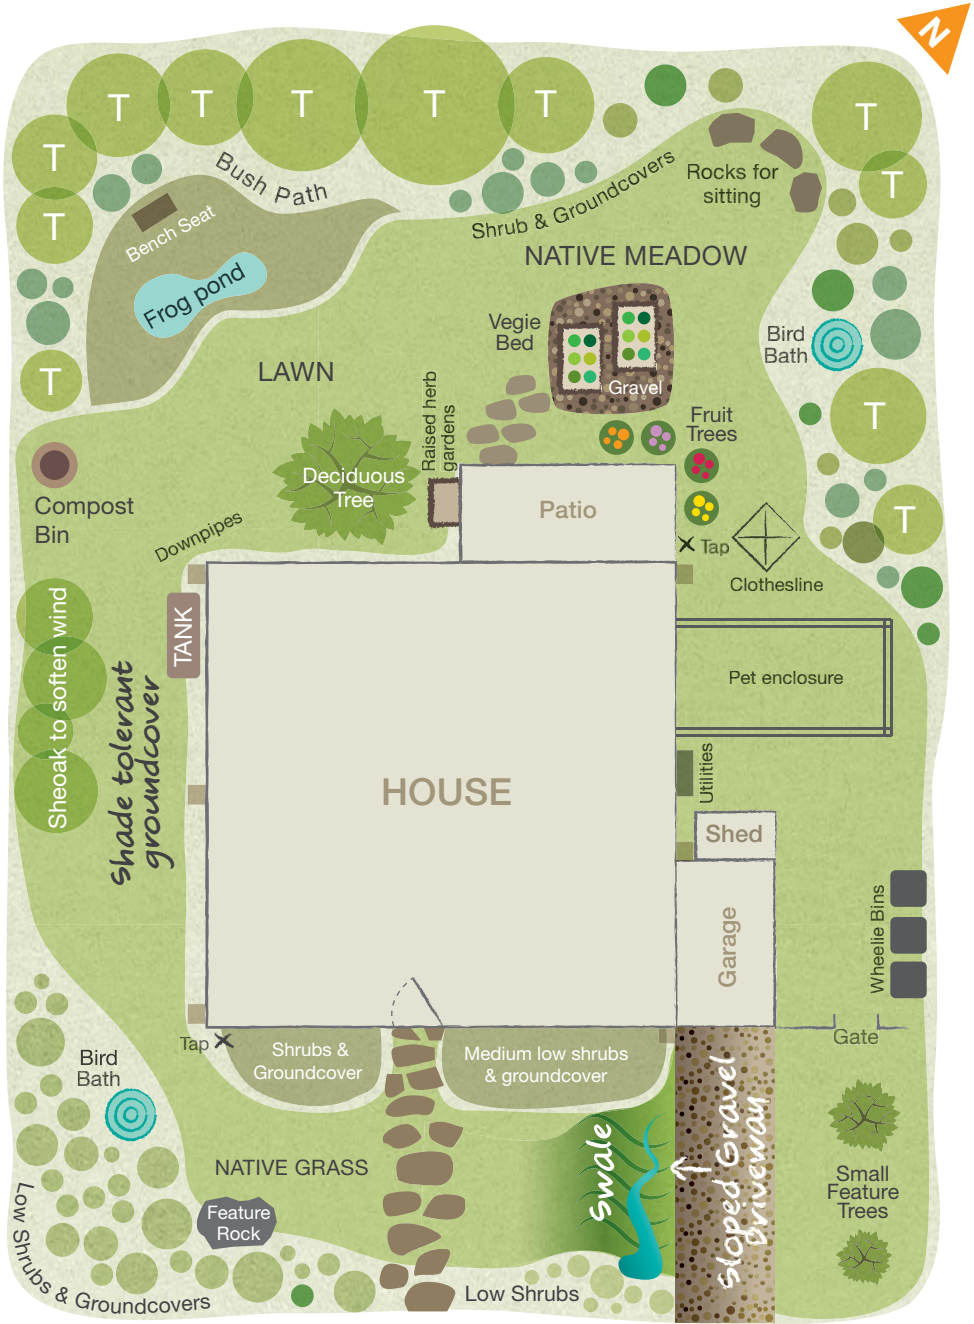 N
T
T
T
T
T
T
T
T
T
Bush Path
Rocks for
sitting
Bench Seat
Shrub & Groundcovers
NATIVE MEADOW
Frog pond
Vegie
Bed
Bird
Bath
LAWN
T
Gravel
T
Raised herb
gardens
Fruit
Trees
Deciduous
Tree
Compost
Bin
Patio
T
Downpipes
Tap
Clothesline
Sheoak to soften wind
TANK
Shade tolerant
groundcover
Pet enclosure
HOUSE
Utilities
Shed
Garage
Wheelie Bins
Gate
Tap
Shrubs &
Groundcover
Medium low shrubs
& groundcover
Bird
Bath
Swale
Sloped Gravel
Driveway
NATIVE GRASS
Small
Feature
Trees
Feature
Rock
Low Shrubs & Groundcovers
Low Shrubs